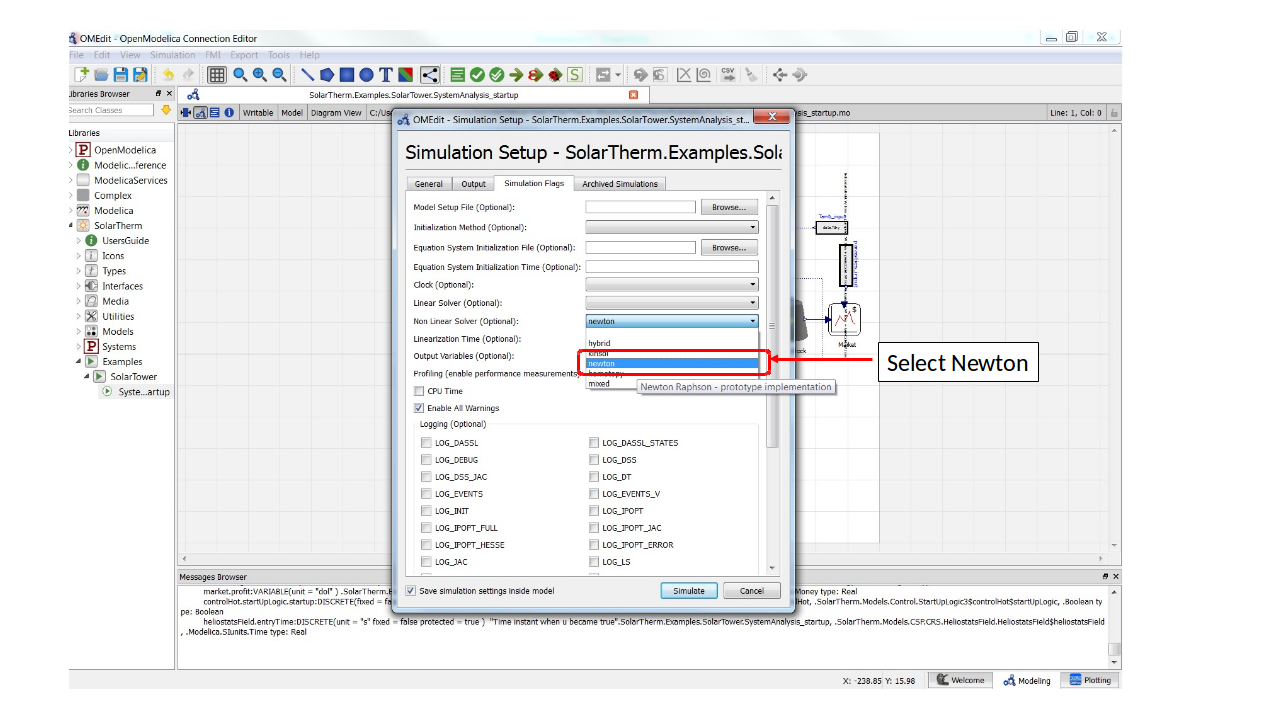 OMEdit - OpenModelica Connection Editor
File Edit View Simulation FMI Export Tools Help
Libraries Browser
SolarTherm.Examples.SolarTower.SystemAnalysis_startup
Search Classes
Writable Model Diagram View C:/Use
sis_startup.mo
Line: 1, Col: 0
Libraries
OpenModelica
Modelic...ference
ModelicaServices
Complex
Modelica
SolarTherm
UsersGuide
Icons
Types
Interfaces
Media
Utilities
Models
Systems
Examples
SolarTower
Syste...artup
OMEdit - Simulation Setup - SolarTherm.Examples.SolarTower.SystemAnalysis_st...
Simulation Setup - SolarTherm.Examples.Sola
General Output Simulation Flags Archived Simulations
Model Setup File (Optional): Browse...
Initialization Method (Optional):
Equation System Initialization File (Optional): Browse...
Equation System Initialization Time (Optional):
Clock (Optional):
Linear Solver (Optional):
Non Linear Solver (Optional): newton
Linearization Time (Optional):
hybrid
Output Variables (Optional):
kinsol
newton
Profiling (enable performance measurements)
homotopy
mixed
Newton Raphson - prototype implementation
CPU Time
Enable All Warnings
Logging (Optional)
LOG_DASSL LOG_DASSL_STATES
LOG_DEBUG LOG_DSS
LOG_DSS_JAC LOG_DT
LOG_EVENTS LOG_EVENTS_V
LOG_INIT LOG_IPOPT
LOG_IPOPT_FULL LOG_IPOPT_JAC
LOG_IPOPT_HESSE LOG_IPOPT_ERROR
LOG_JAC LOG_LS
Save simulation settings inside model
Simulate Cancel
Market
Select Newton
Messages Browser
market.profit:VARIABLE(unit = "dol" ) .SolarTherm.E
Money type: Real
controlHot.startUpLogic.startup:DISCRETE(fixed = fa
Hot, .SolarTherm.Models.Control.StartUpLogic3$controlHot$startUpLogic, .Boolean ty
pe: Boolean
heliostatsField.entryTime:DISCRETE(unit = "s" fixed = false protected = true ) "Time instant when u became true".SolarTherm.Examples.SolarTower.SystemAnalysis_startup, .SolarTherm.Models.CSP.CRS.HeliostatsField.HeliostatsField$heliostatsField
, .Modelica.SIunits.Time type: Real
X: -238.85 Y: 15.98 Welcome Modeling Plotting